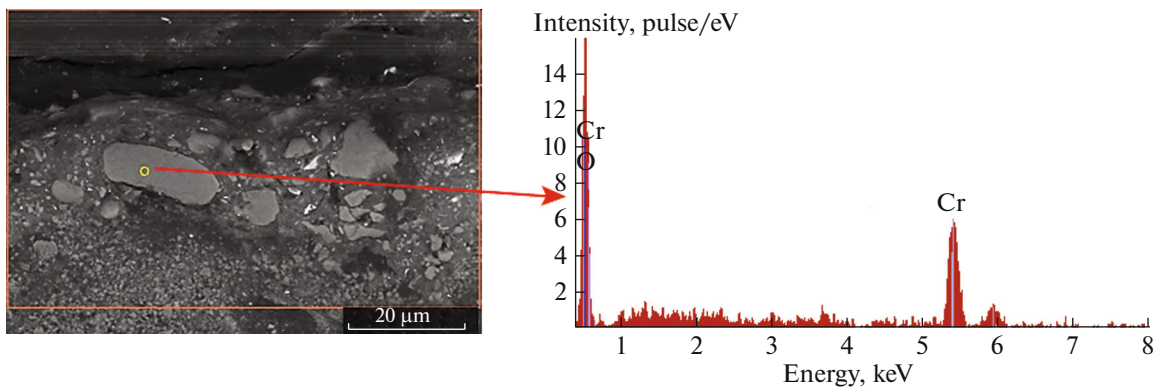 20 µm
Intensity, pulse/eV
14
12
10
8
6
4
2
Cr
O
Cr
1 2 3 4 5 6 7 8
Energy, keV